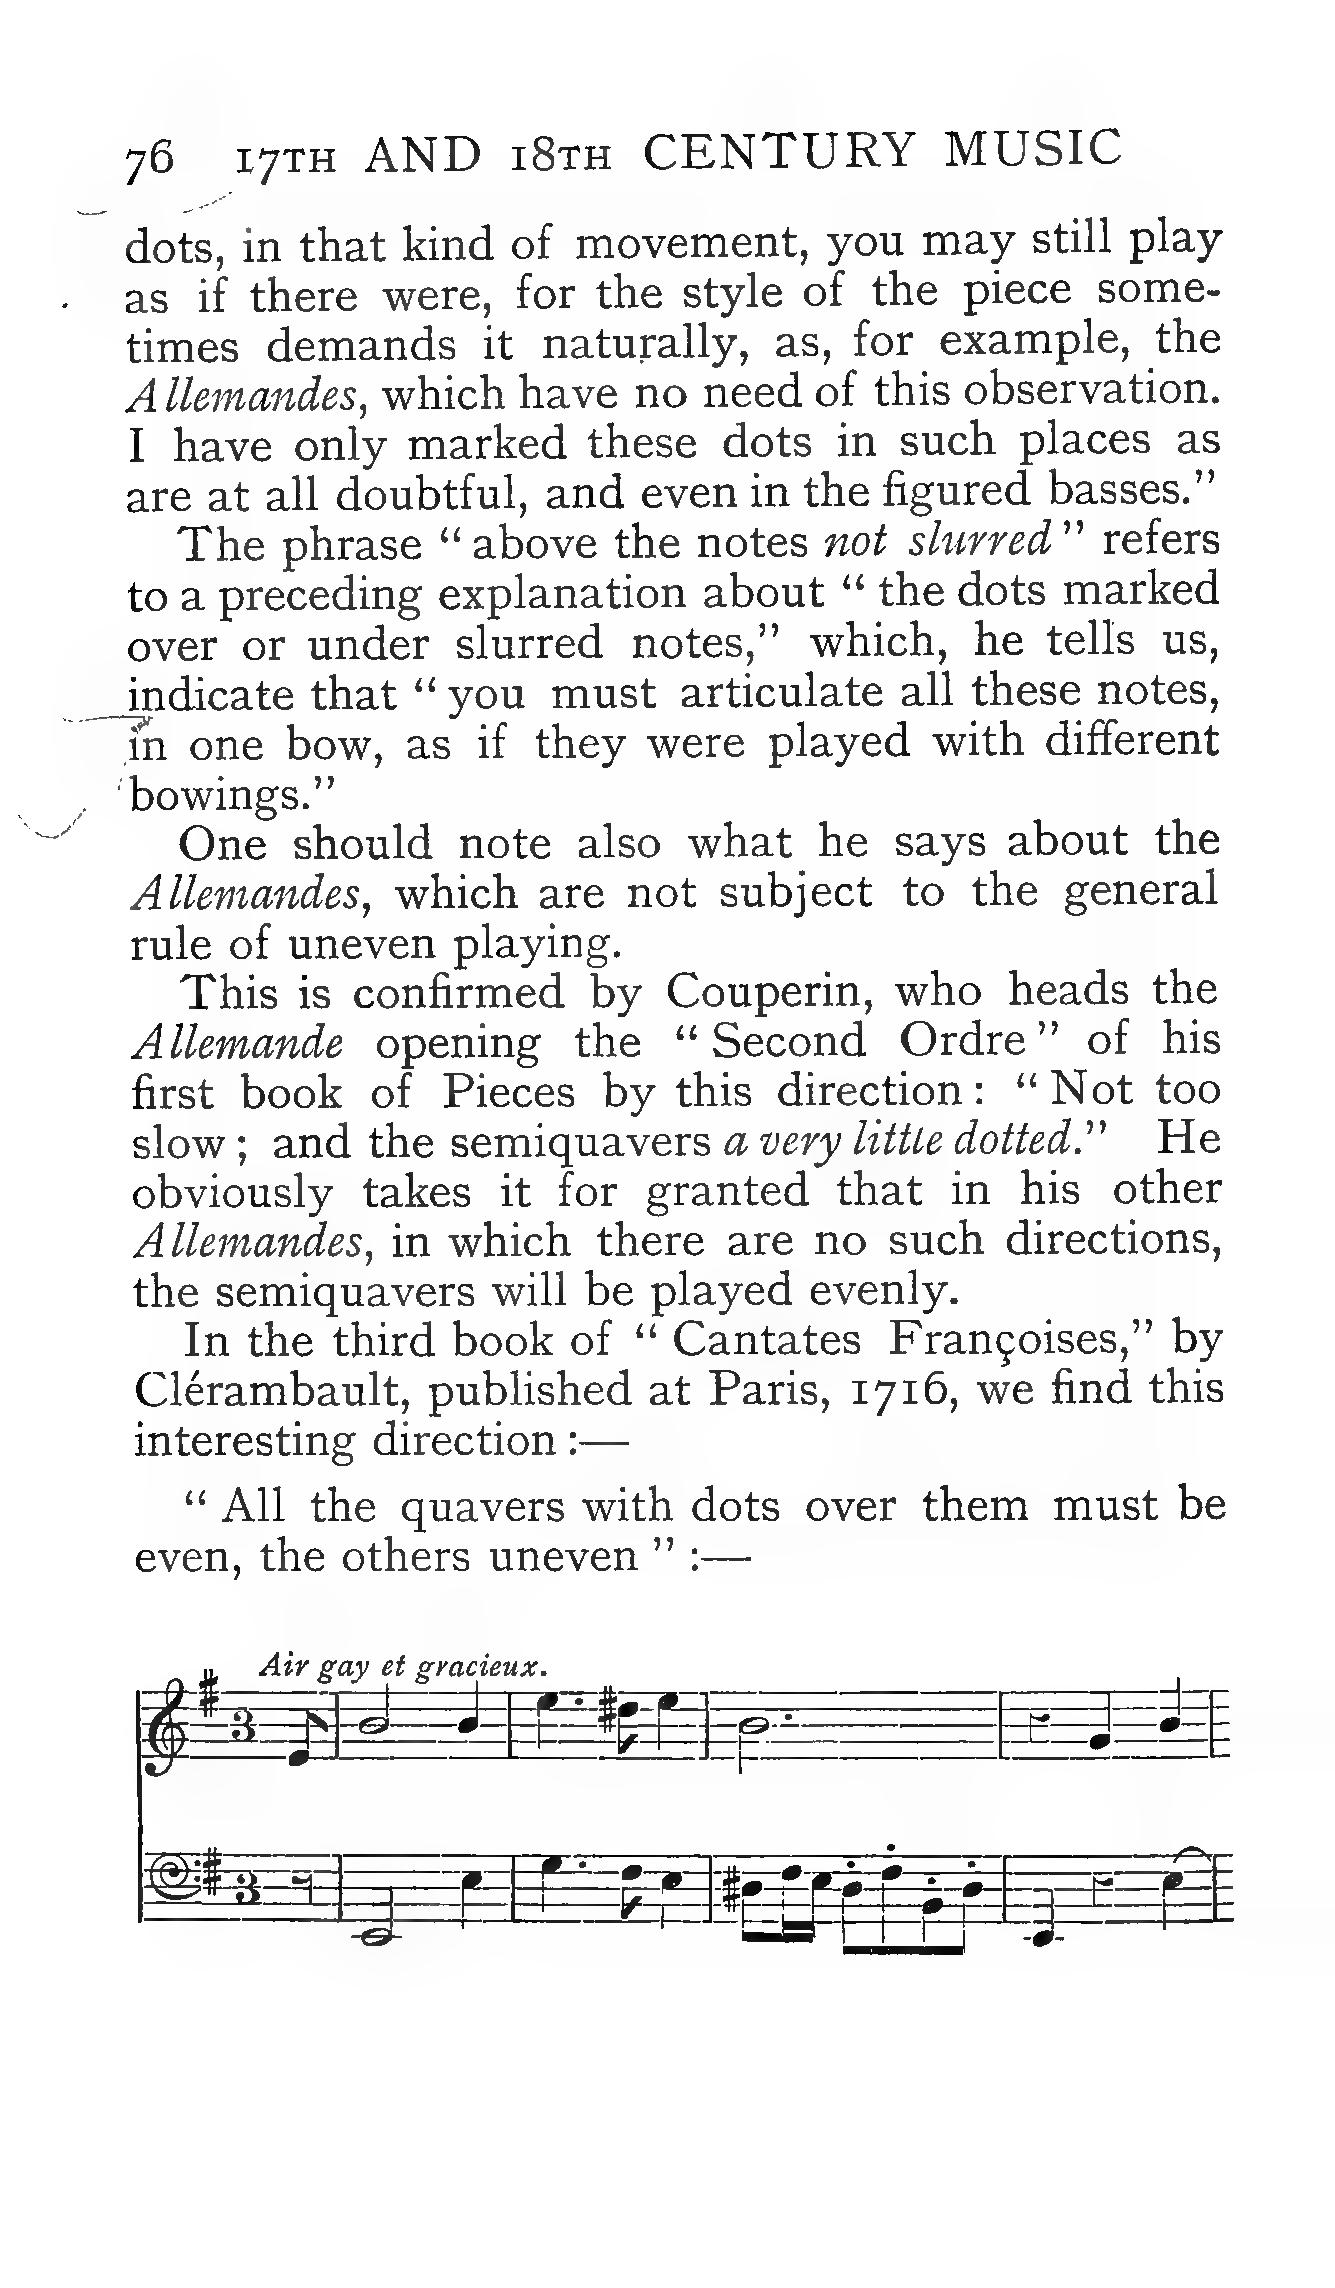 76 17TH AND 18TH CENTURY MUSIC
dots, in that kind of movement, you may still play
as if there were, for the style of the piece some-
times demands it naturally, as, for example, the
Allemandes, which have no need of this observation.
I have only marked these dots in such places as
are at all doubtful, and even in the figured basses.”
The phrase “ above the notes not slurred ” refers
to a preceding explanation about “ the dots marked
over or under slurred notes,” which, he tells us,
indicate that “ you must articulate all these notes,
in one bow, as if they were played with different
bowings.”
One should note also what he says about the
Allemandes, which are not subject to the general
rule of uneven playing.
This is confirmed by Couperin, who heads the
Allemande opening the “ Second Ordre ” of his
first book of Pieces by this direction : “ Not too
slow ; and the semiquavers a very little dotted.” He
obviously takes it for granted that in his other
Allemandes, in which there are no such directions,
the semiquavers will be played evenly.
In the third book of “ Cantates Françoises,” by
Clérambault, published at Paris, 1716, we find this
interesting direction :—
“ All the quavers with dots over them must be
even, the others uneven ” :—
Air gay et gracieux.
3
3